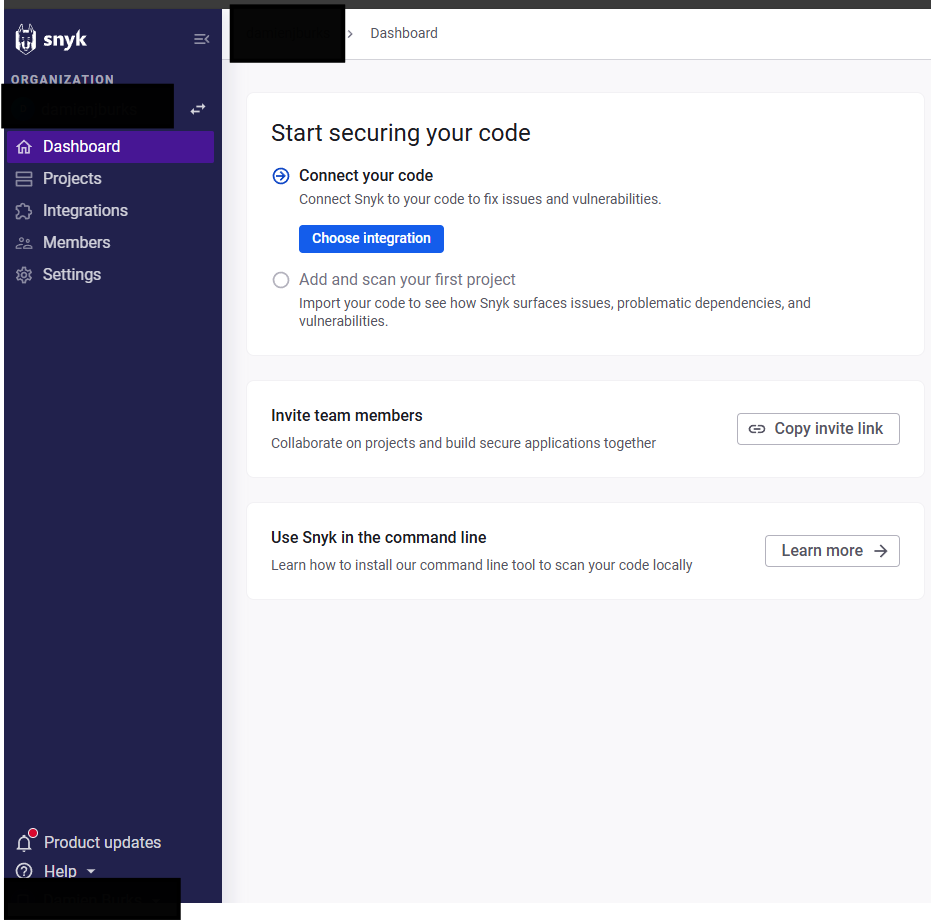 snyk
ORGANIZATION
Dashboard
Projects
Integrations
Members
Settings
Product updates
Help
> Dashboard
Start securing your code
Connect your code
Connect Snyk to your code to fix issues and vulnerabilities.
Choose integration
Add and scan your first project
Import your code to see how Snyk surfaces issues, problematic dependencies, and
vulnerabilities.
Invite team members
Collaborate on projects and build secure applications together
Copy invite link
Use Snyk in the command line
Learn how to install our command line tool to scan your code locally
Learn more